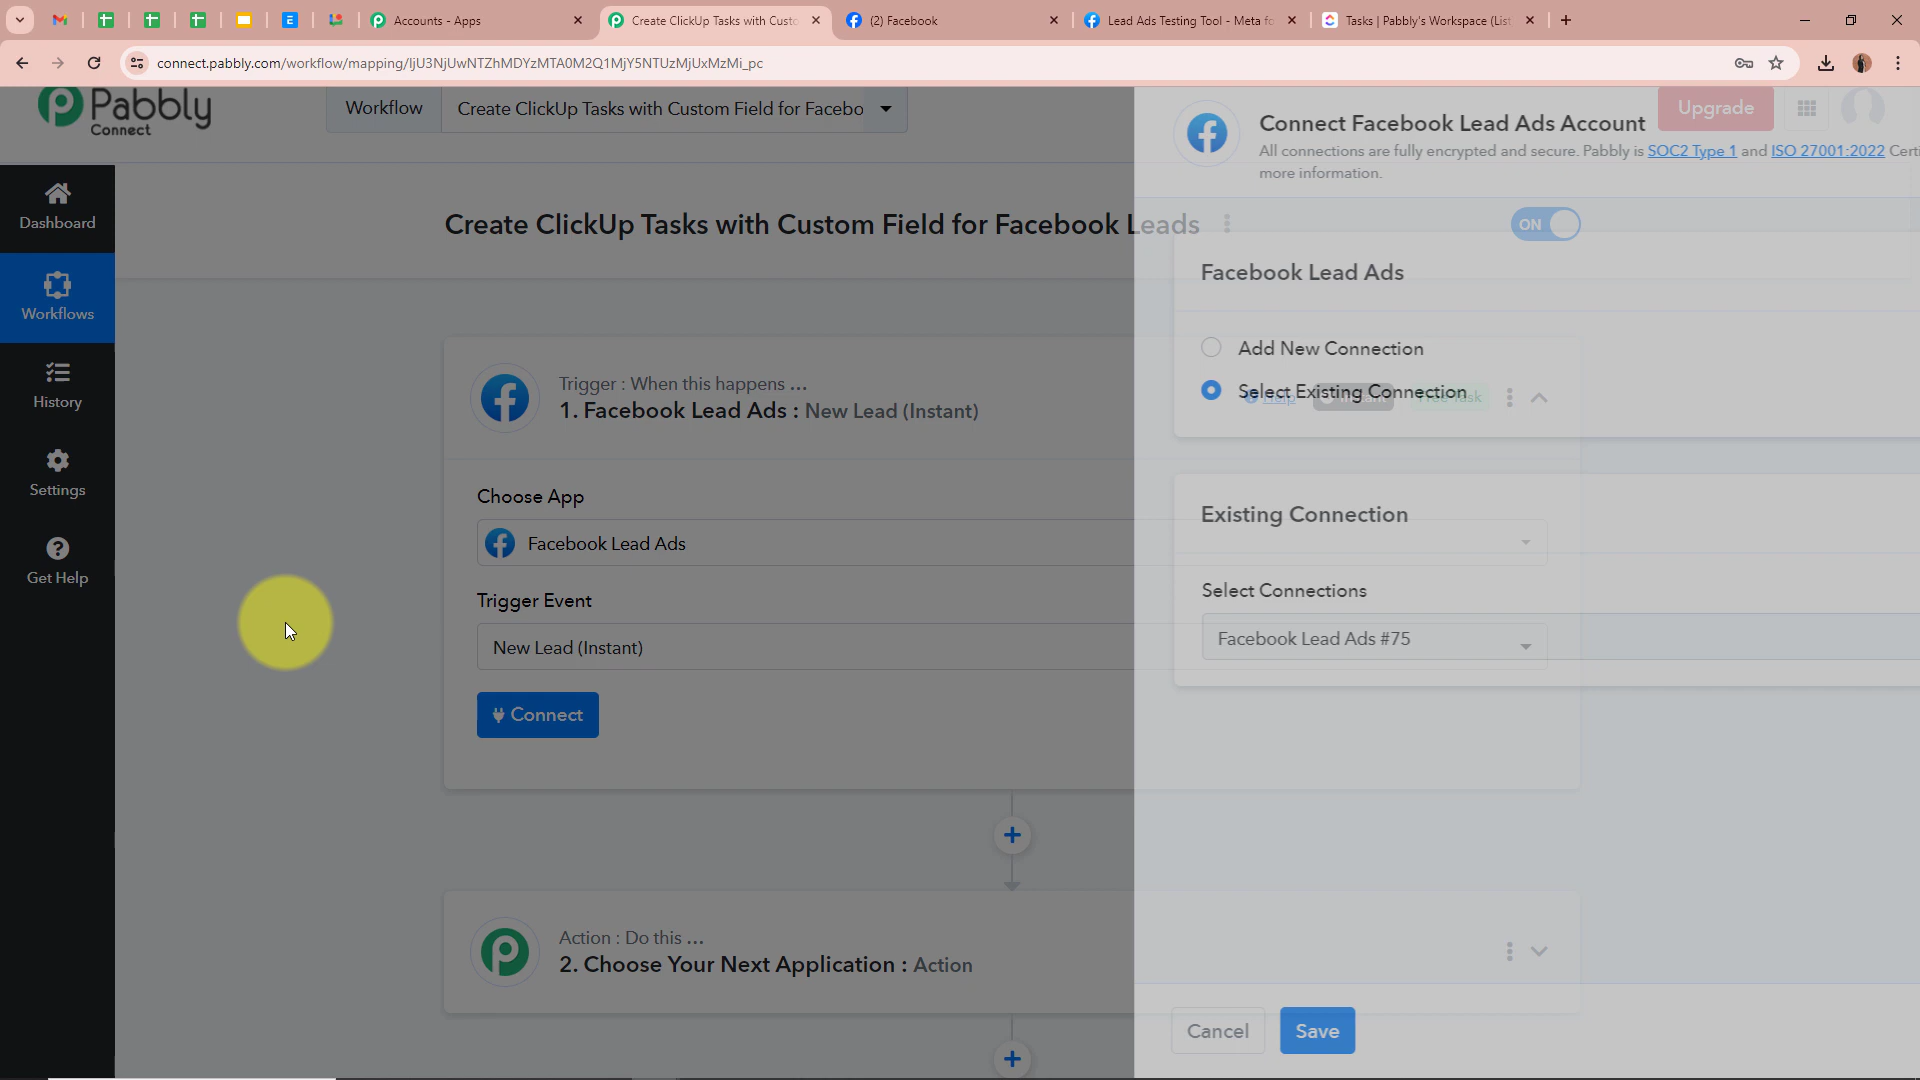 Accounts - Apps
Create ClickUp Tasks with Custo
(2) Facebook
Lead Ads Testing Tool - Meta fo
Tasks | Pabbly's Workspace (List
connect.pabbly.com/workflow/mapping/IjU3NjUwNTZhMDYzMTA0M2Q1MjY5NTUzMjUxMzMi_pc
Pabbly
Connect
Workflow
Create ClickUp Tasks with Custom Field for Facebo
Upgrade
Connect Facebook Lead Ads Account
All connections are fully encrypted and secure. Pabbly is SOC2 Type 1 and ISO 27001:2022 Certi
more information.
Dashboard
Workflows
History
Settings
Get Help
Create ClickUp Tasks with Custom Field for Facebook Leads
ON
Facebook Lead Ads
Add New Connection
Select Existing Connection
Help
Task
Trigger : When this happens ...
1. Facebook Lead Ads : New Lead (Instant)
Choose App
Facebook Lead Ads
Trigger Event
New Lead (Instant)
Connect
Existing Connection
Select Connections
Facebook Lead Ads #75
Action : Do this ...
2. Choose Your Next Application : Action
Cancel
Save